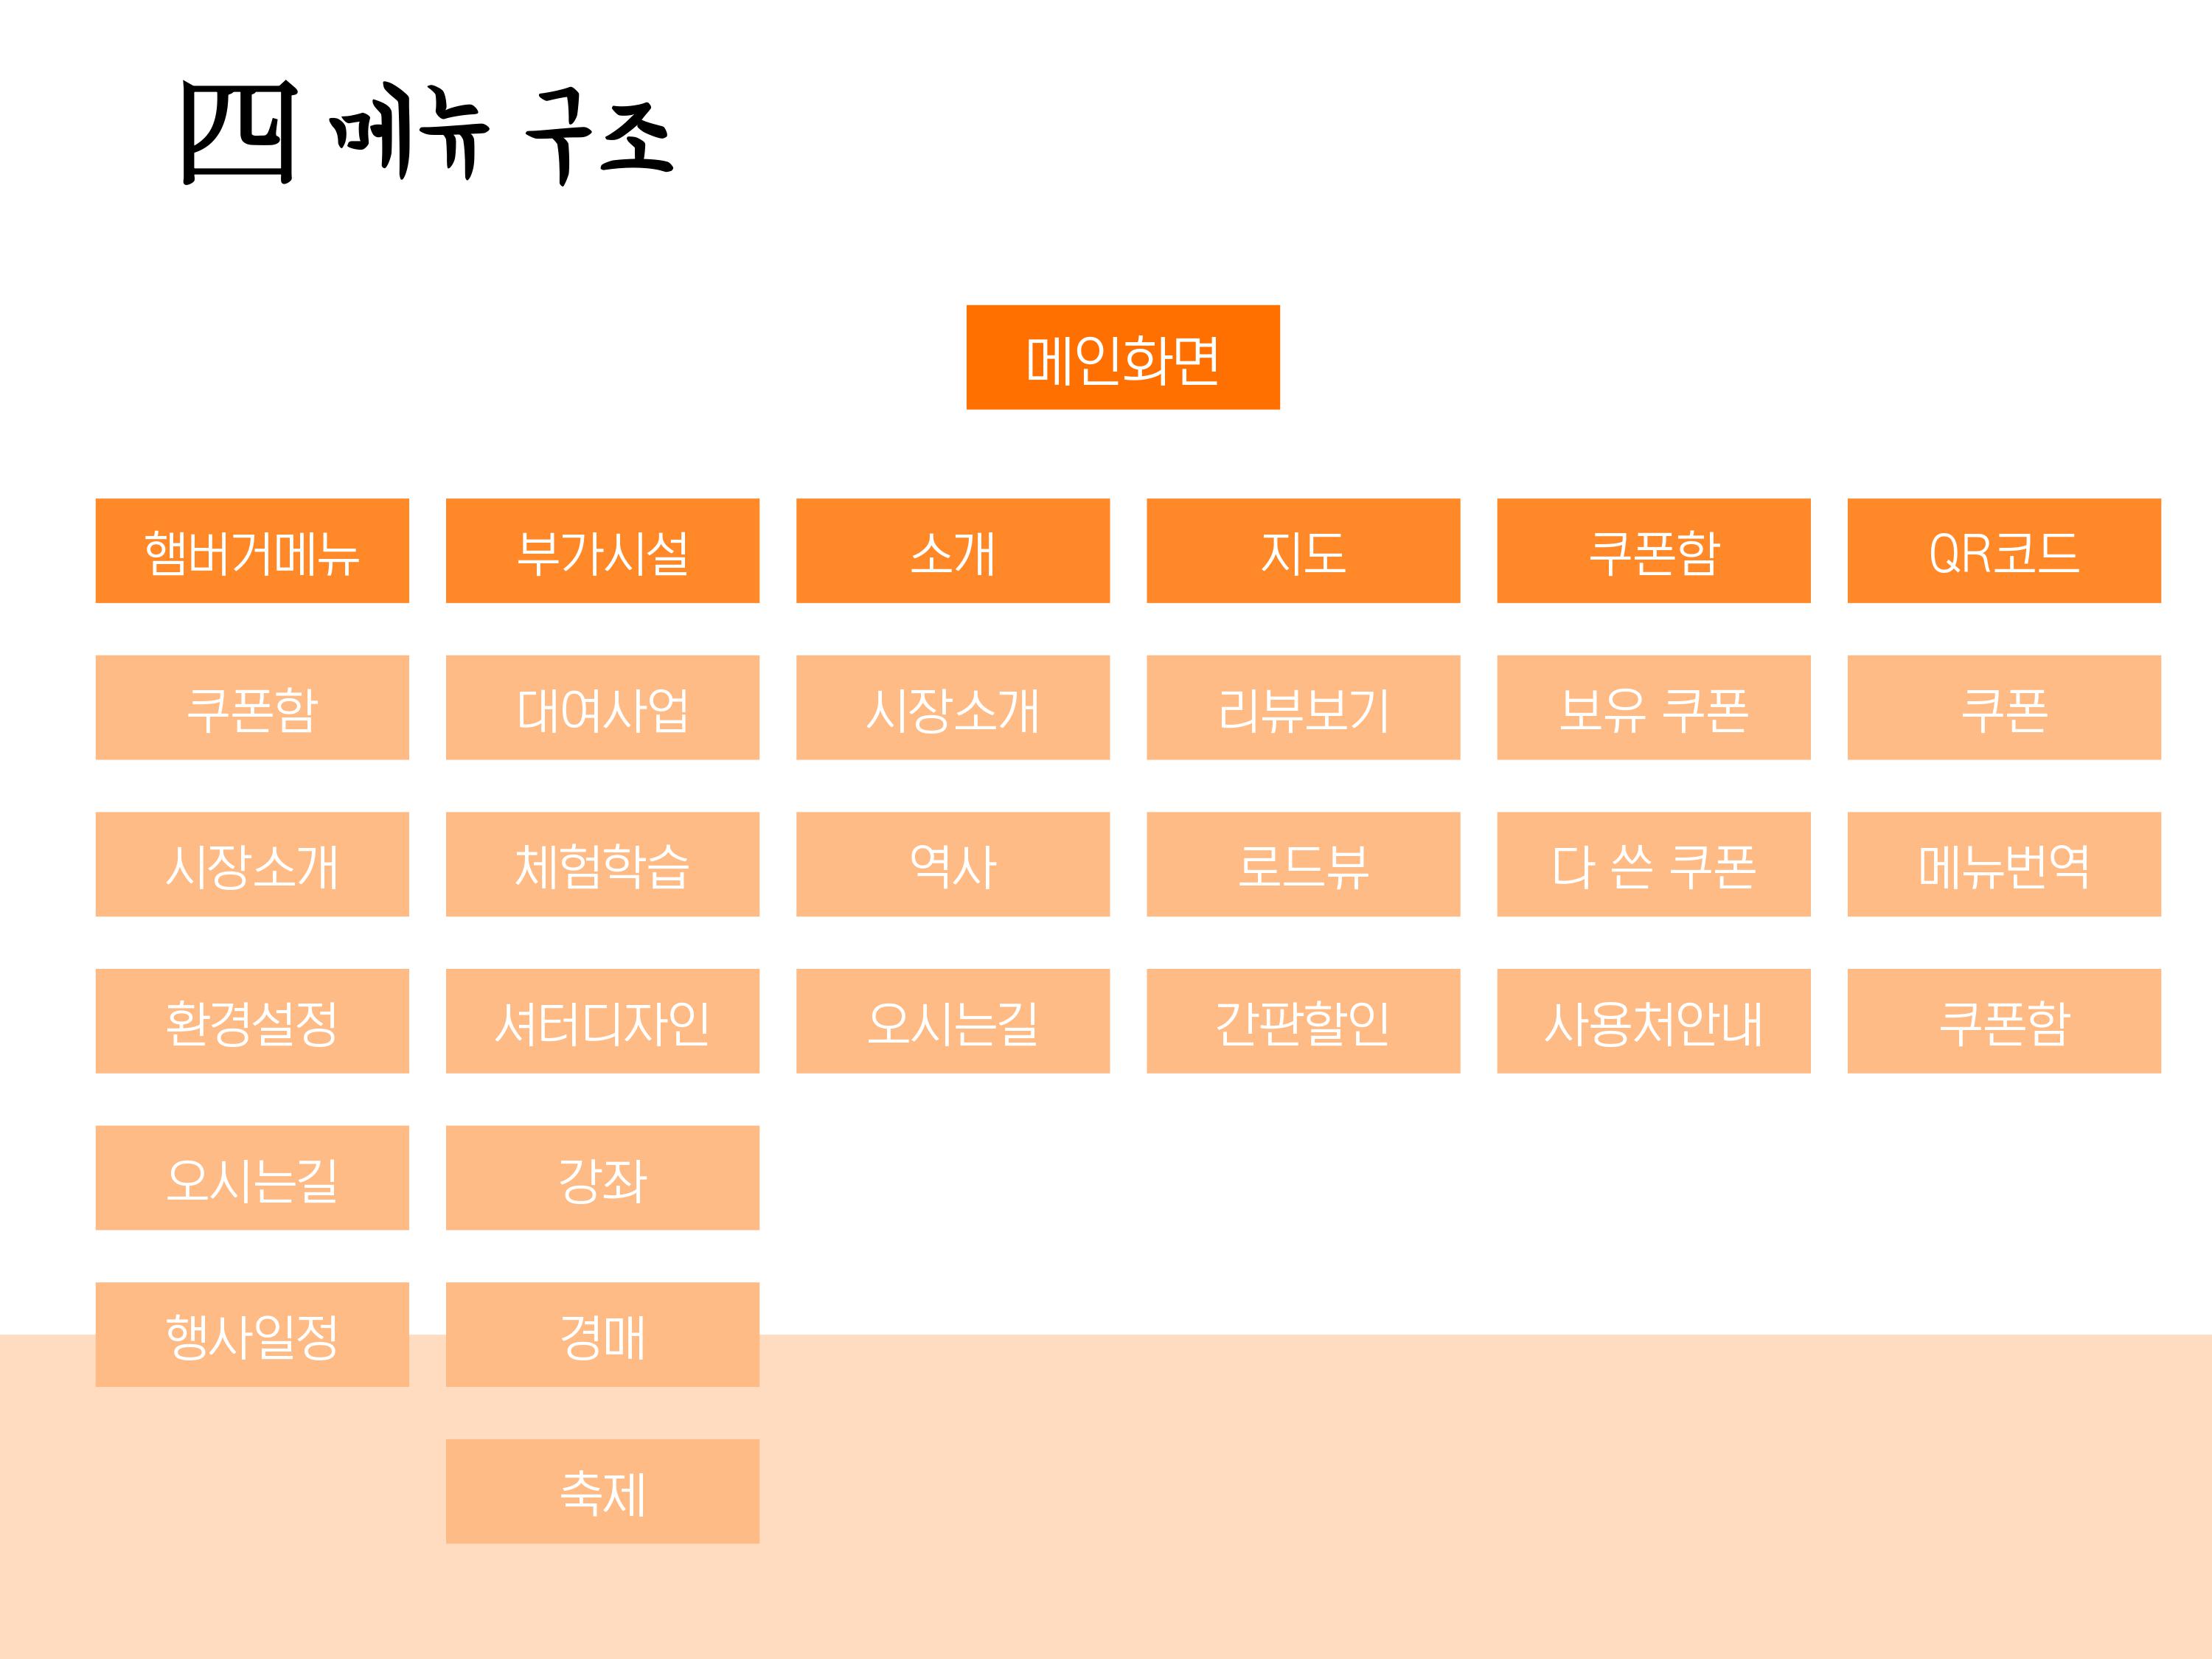 四 메뉴 구조
메인화면
햄버거메뉴 부가시설 소개 지도 쿠폰함 QR코드
쿠폰함 대여사업 시장소개 리뷰보기 보유 쿠폰 쿠폰
시장소개 체험학습 역사 로드뷰 다 쓴 쿠폰 메뉴번역
환경설정 셔터디자인 오시는길 간편할인 사용처안내 쿠폰함
오시는길 강좌
행사일정 경매
축제